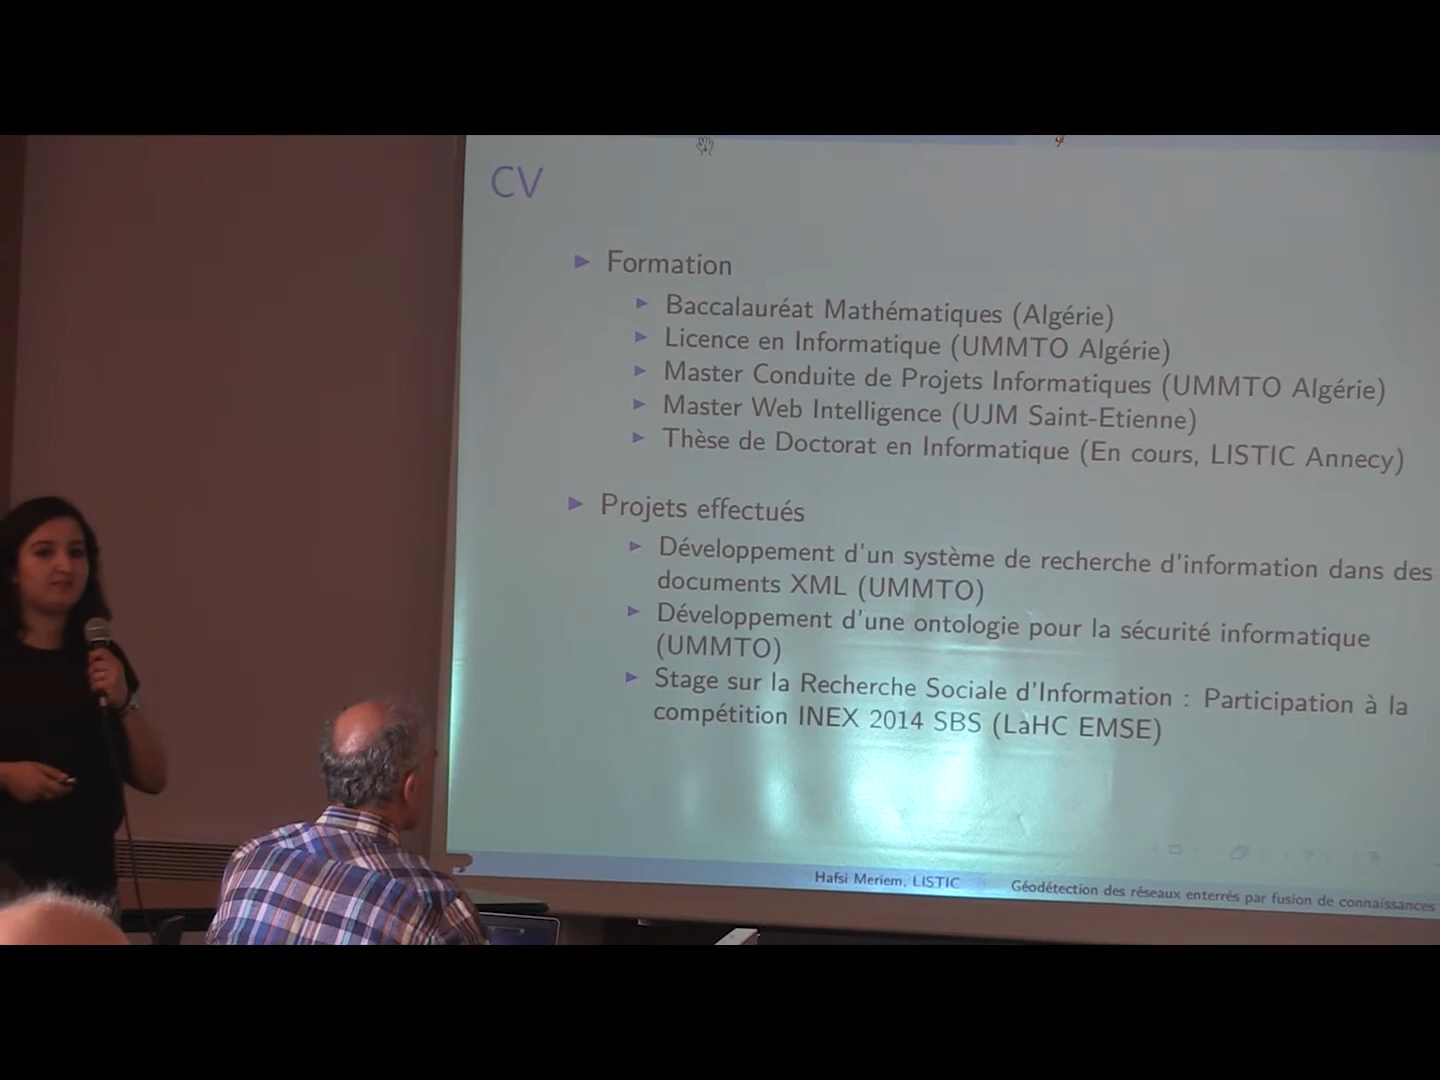 CV
Formation
Baccalauréat Mathématiques (Algérie)
Licence en Informatique (UMMTO Algérie)
Master Conduite de Projets Informatiques (UMMTO Algérie)
Master Web Intelligence (UJM Saint-Etienne)
Thèse de Doctorat en Informatique (En cours, LISTIC Annecy)
Projets effectués
Développement d'un système de recherche d'information dans des
documents XML (UMMTO)
Développement d'une ontologie pour la sécurité informatique
(UMMTO)
Stage sur la Recherche Sociale d'Information : Participation à la
compétition INEX 2014 SBS (LaHC EMSE)
Hafsi Meriem, LISTIC
Géodétection des réseaux enterrés par fusion de connaissances